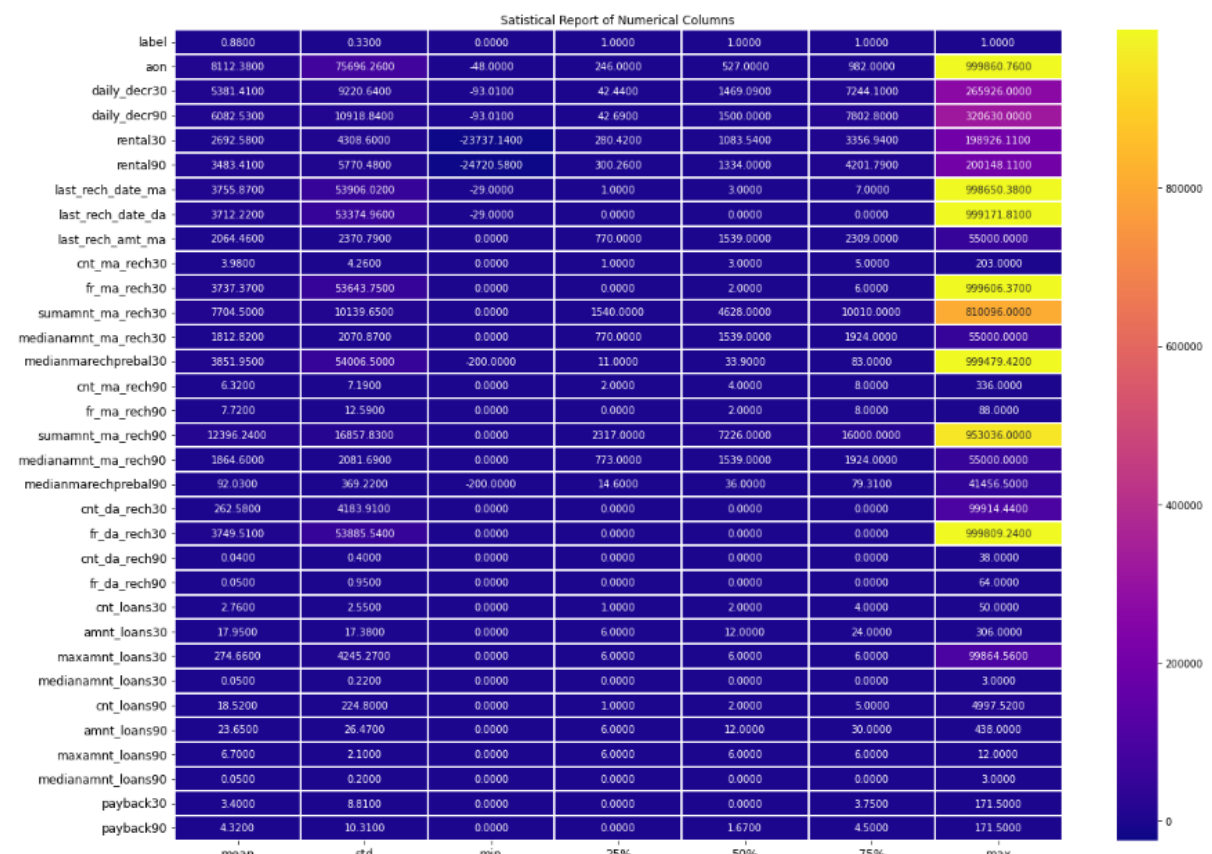 Satistical Report of Numerical Columns
label 0.8800 0.3300 0.0000 1.0000 1.0000 1.0000 1.0000
aon 8112.3800 75696.2600 -48.0000 246.0000 527.0000 982.0000 999860.7600
daily_decr30 5381.4100 9220.6400 -93.0100 42.4400 1469.0900 7244.1000 265926.0000
daily_decr90 6082.5300 10918.8400 -93.0100 42.6900 1500.0000 7802.8000 320630.0000
rental30 2692.5800 4308.6000 -23737.1400 280.4200 1083.5400 3356.9400 198926.1100
rental90 3483.4100 5770.4800 -24720.5800 300.2600 1334.0000 4201.7900 200148.1100
last_rech_date_ma 3755.8700 53906.0200 -29.0000 1.0000 3.0000 7.0000 998650.3800
800000
last_rech_date_da 3712.2200 53374.9600 -29.0000 0.0000 0.0000 0.0000 999171.8100
last_rech_amt_ma 2064.4600 2370.7900 0.0000 770.0000 1539.0000 2309.0000 55000.0000
cnt_ma_rech30 3.9800 4.2600 0.0000 1.0000 3.0000 5.0000 203.0000
fr_ma_rech30 3737.3700 53643.7500 0.0000 0.0000 2.0000 6.0000 999606.3700
sumamnt_ma_rech30 7704.5000 10139.6500 0.0000 1540.0000 4628.0000 10010.0000 810096.0000
medianamnt_ma_rech30 1812.8200 2070.8700 0.0000 770.0000 1539.0000 1924.0000 55000.0000
600000
medianmarechprebal30 3851.9500 54006.5000 -200.0000 11.0000 33.9000 83.0000 999479.4200
cnt_ma_rech90 6.3200 7.1900 0.0000 2.0000 4.0000 8.0000 336.0000
fr_ma_rech90 7.7200 12.5900 0.0000 0.0000 2.0000 8.0000 88.0000
sumamnt_ma_rech90 12396.2400 16857.8300 0.0000 2317.0000 7226.0000 16000.0000 953036.0000
medianamnt_ma_rech90 1864.6000 2081.6900 0.0000 773.0000 1539.0000 1924.0000 55000.0000
medianmarechprebal90 92.0300 369.2200 -200.0000 14.6000 36.0000 79.3100 41456.5000
cnt_da_rech30 262.5800 4183.9100 0.0000 0.0000 0.0000 0.0000 99914.4400
400000
fr_da_rech30 3749.5100 53885.5400 0.0000 0.0000 0.0000 0.0000 999809.2400
cnt_da_rech90 0.0400 0.4000 0.0000 0.0000 0.0000 0.0000 38.0000
fr_da_rech90 0.0500 0.9500 0.0000 0.0000 0.0000 0.0000 64.0000
cnt_loans30 2.7600 2.5500 0.0000 1.0000 2.0000 4.0000 50.0000
amnt_loans30 17.9500 17.3800 0.0000 6.0000 12.0000 24.0000 306.0000
maxamnt_loans30 274.6600 4245.2700 0.0000 6.0000 6.0000 6.0000 99864.5600
200000
medianamnt_loans30 0.0500 0.2200 0.0000 0.0000 0.0000 0.0000 3.0000
cnt_loans90 18.5200 224.8000 0.0000 1.0000 2.0000 5.0000 4997.5200
amnt_loans90 23.6500 26.4700 0.0000 6.0000 12.0000 30.0000 438.0000
maxamnt_loans90 6.7000 2.1000 0.0000 6.0000 6.0000 6.0000 12.0000
medianamnt_loans90 0.0500 0.2000 0.0000 0.0000 0.0000 0.0000 3.0000
payback30 3.4000 8.8100 0.0000 0.0000 0.0000 3.7500 171.5000
payback90 4.3200 10.3100 0.0000 0.0000 1.6700 4.5000 171.5000
0
mean std min 25% 50% 75% max